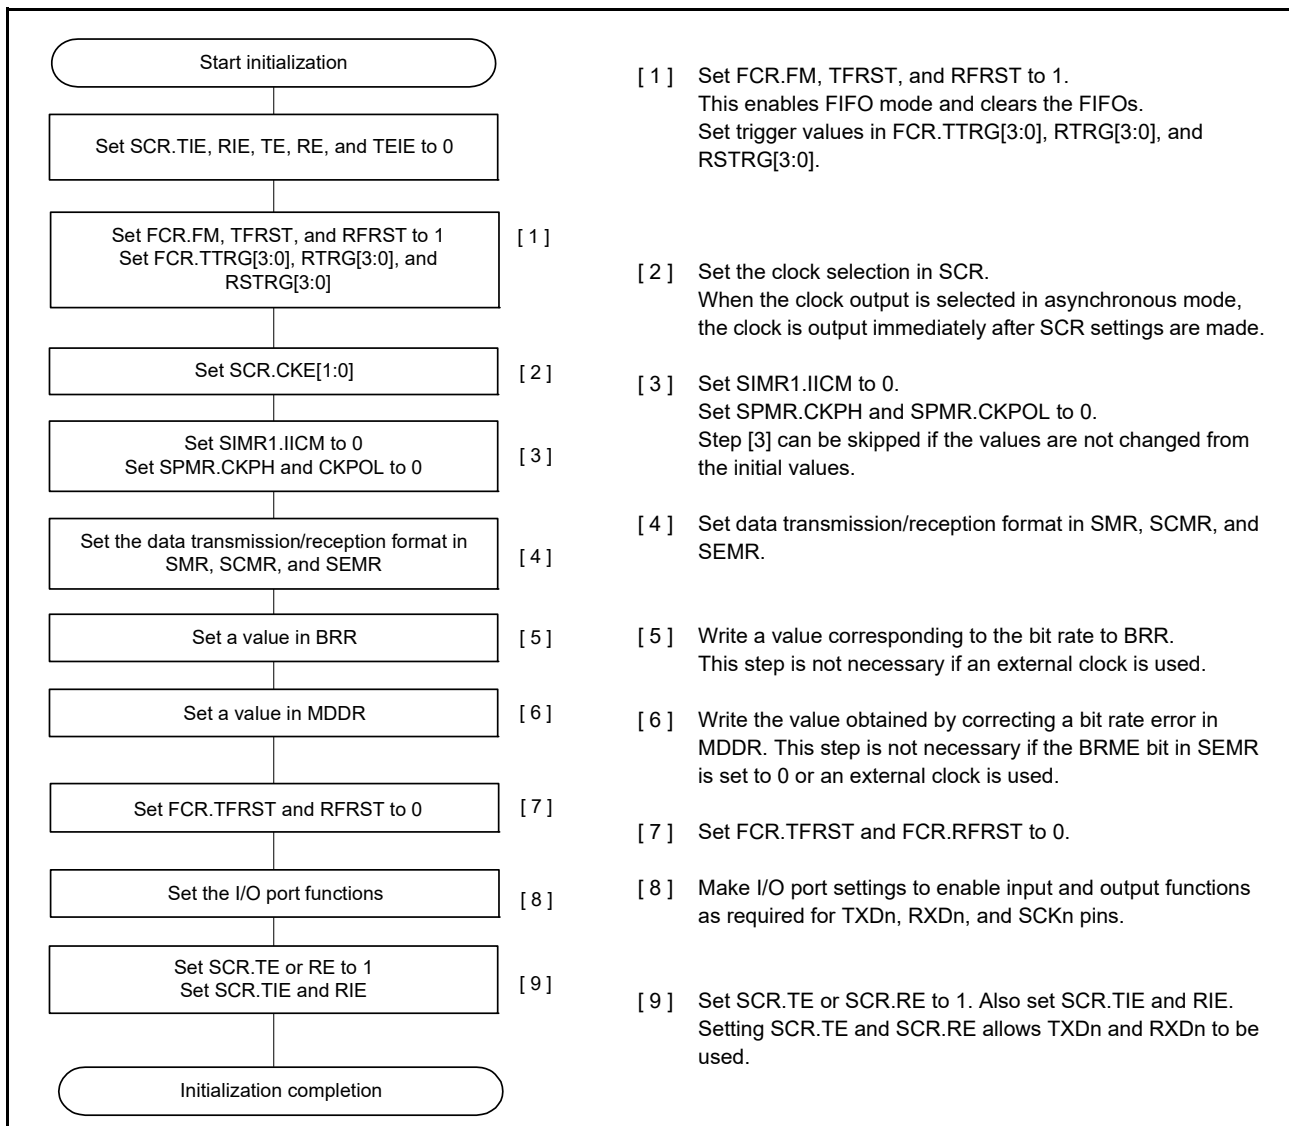 Start initialization
Set SCR.TIE, RIE, TE, RE, and TEIE to 0
Set FCR.FM, TFRST, and RFRST to 1
Set FCR.TTRG[3:0], RTRG[3:0], and
RSTRG[3:0]
[ 1 ]
Set SCR.CKE[1:0]
[ 2 ]
Set SIMR1.IICM to 0
Set SPMR.CKPH and CKPOL to 0
[ 3 ]
Set the data transmission/reception format in
SMR, SCMR, and SEMR
[ 4 ]
Set a value in BRR
[ 5 ]
Set a value in MDDR
[ 6 ]
Set FCR.TFRST and RFRST to 0
[ 7 ]
Set the I/O port functions
[ 8 ]
Set SCR.TE or RE to 1
Set SCR.TIE and RIE
[ 9 ]
Initialization completion
[ 1 ] Set FCR.FM, TFRST, and RFRST to 1.
This enables FIFO mode and clears the FIFOs.
Set trigger values in FCR.TTRG[3:0], RTRG[3:0], and
RSTRG[3:0].
[ 2 ] Set the clock selection in SCR.
When the clock output is selected in asynchronous mode,
the clock is output immediately after SCR settings are made.
[ 3 ] Set SIMR1.IICM to 0.
Set SPMR.CKPH and SPMR.CKPOL to 0.
Step [3] can be skipped if the values are not changed from
the initial values.
[ 4 ] Set data transmission/reception format in SMR, SCMR, and
SEMR.
[ 5 ] Write a value corresponding to the bit rate to BRR.
This step is not necessary if an external clock is used.
[ 6 ] Write the value obtained by correcting a bit rate error in
MDDR. This step is not necessary if the BRME bit in SEMR
is set to 0 or an external clock is used.
[ 7 ] Set FCR.TFRST and FCR.RFRST to 0.
[ 8 ] Make I/O port settings to enable input and output functions
as required for TXDn, RXDn, and SCKn pins.
[ 9 ] Set SCR.TE or SCR.RE to 1. Also set SCR.TIE and RIE.
Setting SCR.TE and SCR.RE allows TXDn and RXDn to be
used.